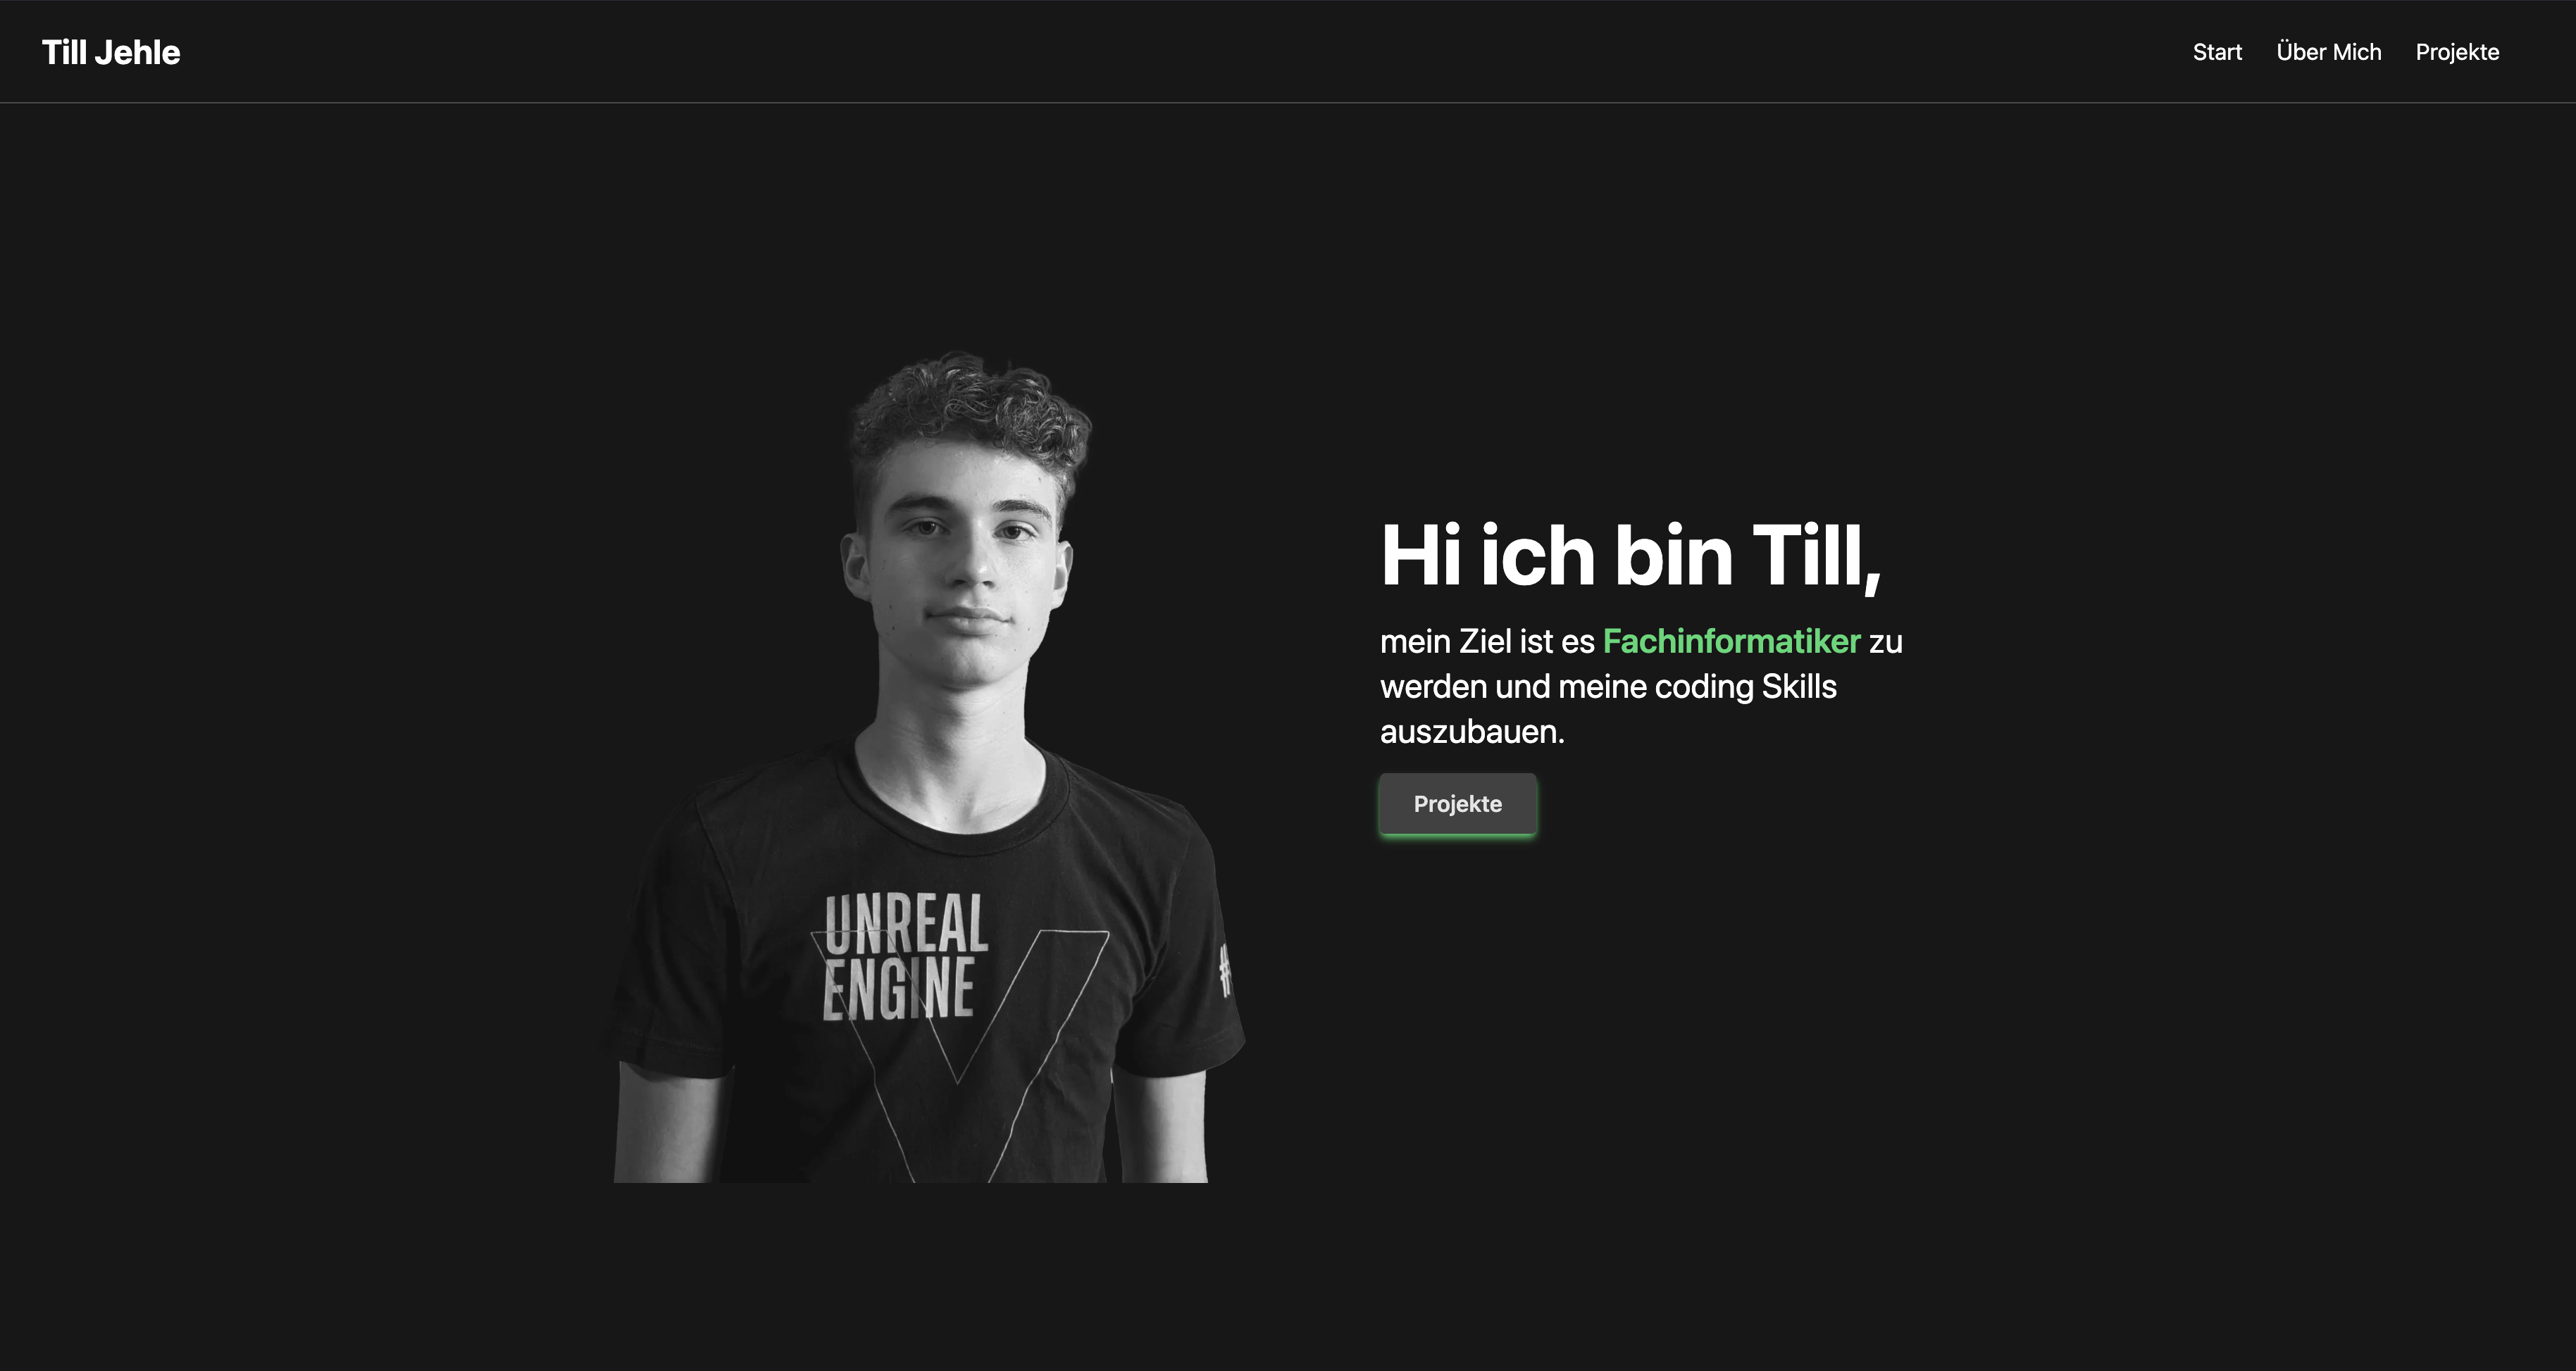 Till Jehle
Start
Über Mich
Projekte
Hi ich bin Till,
mein Ziel ist es Fachinformatiker zu
werden und meine coding Skills
auszubauen.
Projekte
UNREAL
ENGINE
#